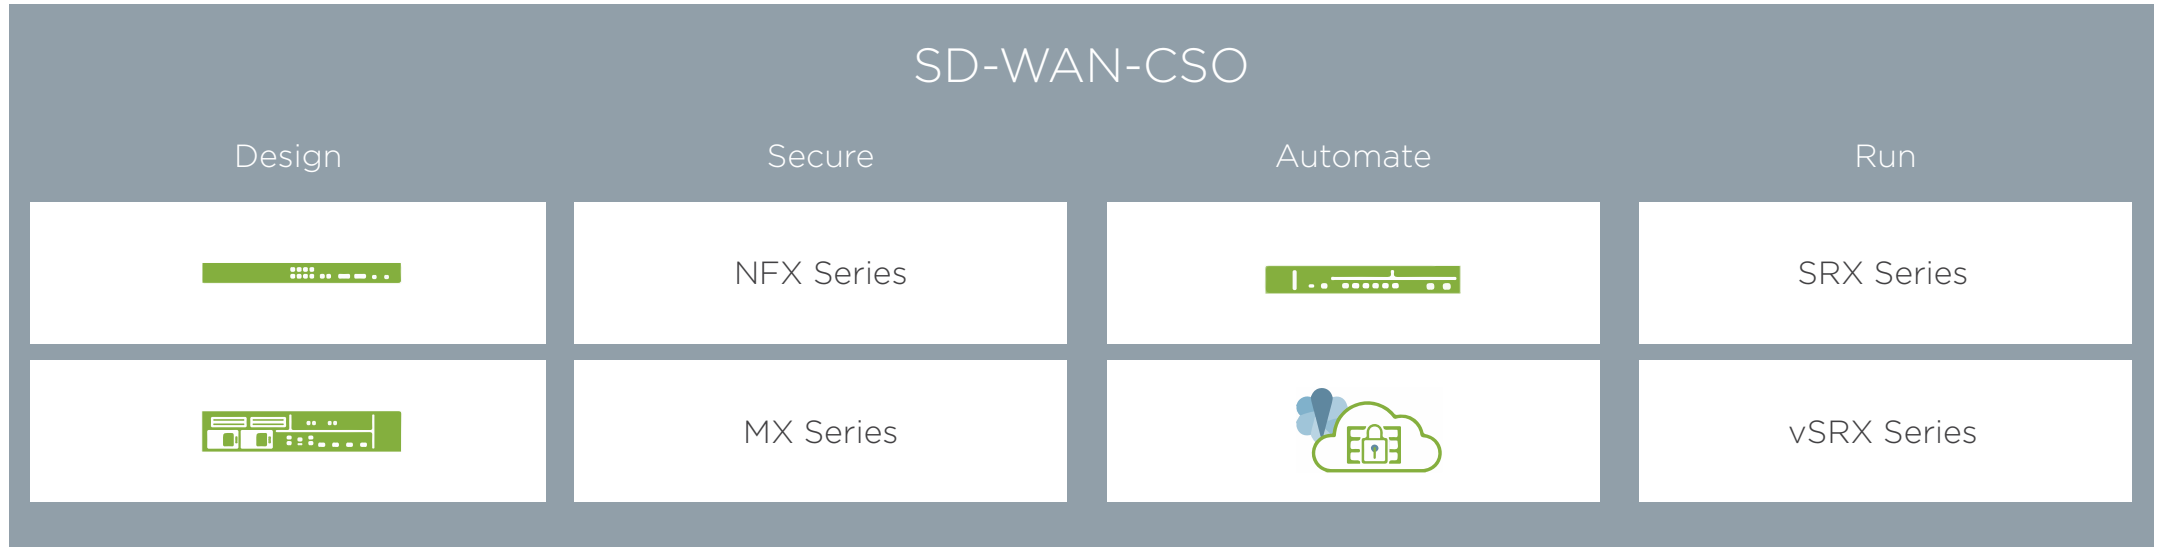 SD-WAN-CSO
Design
Secure
Automate
Run
NFX Series
SRX Series
MX Series
vSRX Series